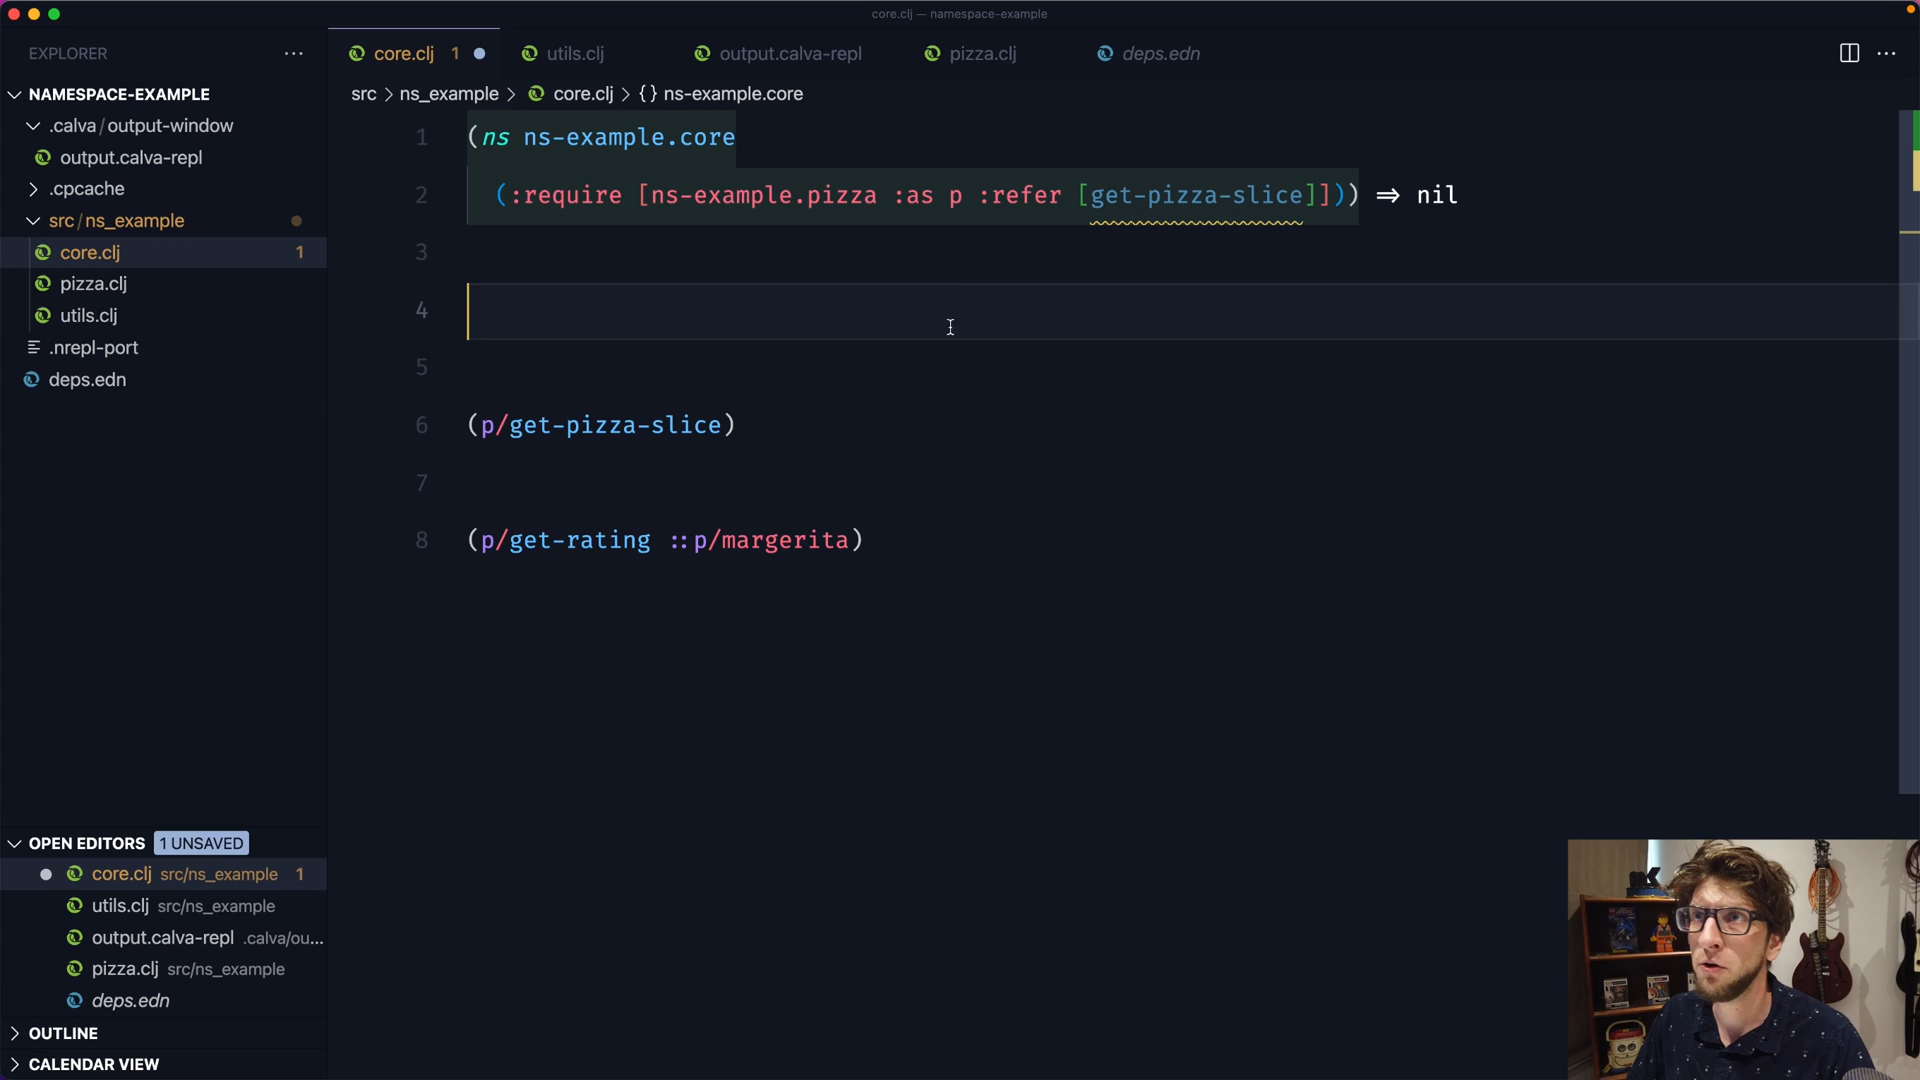 core.clj — namespace-example
EXPLORER
NAMESPACE-EXAMPLE
.calva/output-window
output.calva-repl
.cpcache
src/ns_example
core.clj 1
pizza.clj
utils.clj
.nrepl-port
deps.edn
OPEN EDITORS 1 UNSAVED
core.clj src/ns_example 1
utils.clj src/ns_example
output.calva-repl .calva/ou...
pizza.clj src/ns_example
deps.edn
OUTLINE
CALENDAR VIEW
core.clj 1 utils.clj output.calva-repl pizza.clj deps.edn
src > ns_example > core.clj > {} ns-example.core
1 (ns ns-example.core
2 (:require [ns-example.pizza :as p :refer [get-pizza-slice]])) => nil
3
4
5
6 (p/get-pizza-slice)
7
8 (p/get-rating ::p/margerita)